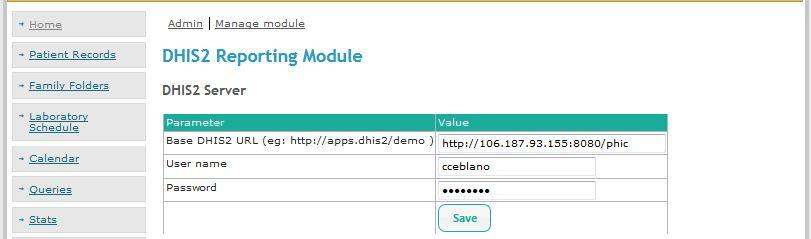 Home
Patient Records
Family Folders
Laboratory
Schedule
Calendar
Queries
Stats
Admin | Manage module
DHIS2 Reporting Module
DHIS2 Server
Parameter Value
Base DHIS2 URL (eg: http://apps.dhis2/demo ) http://106.187.93.155:8080/phic
User name cceblano
Password ••••••••
Save